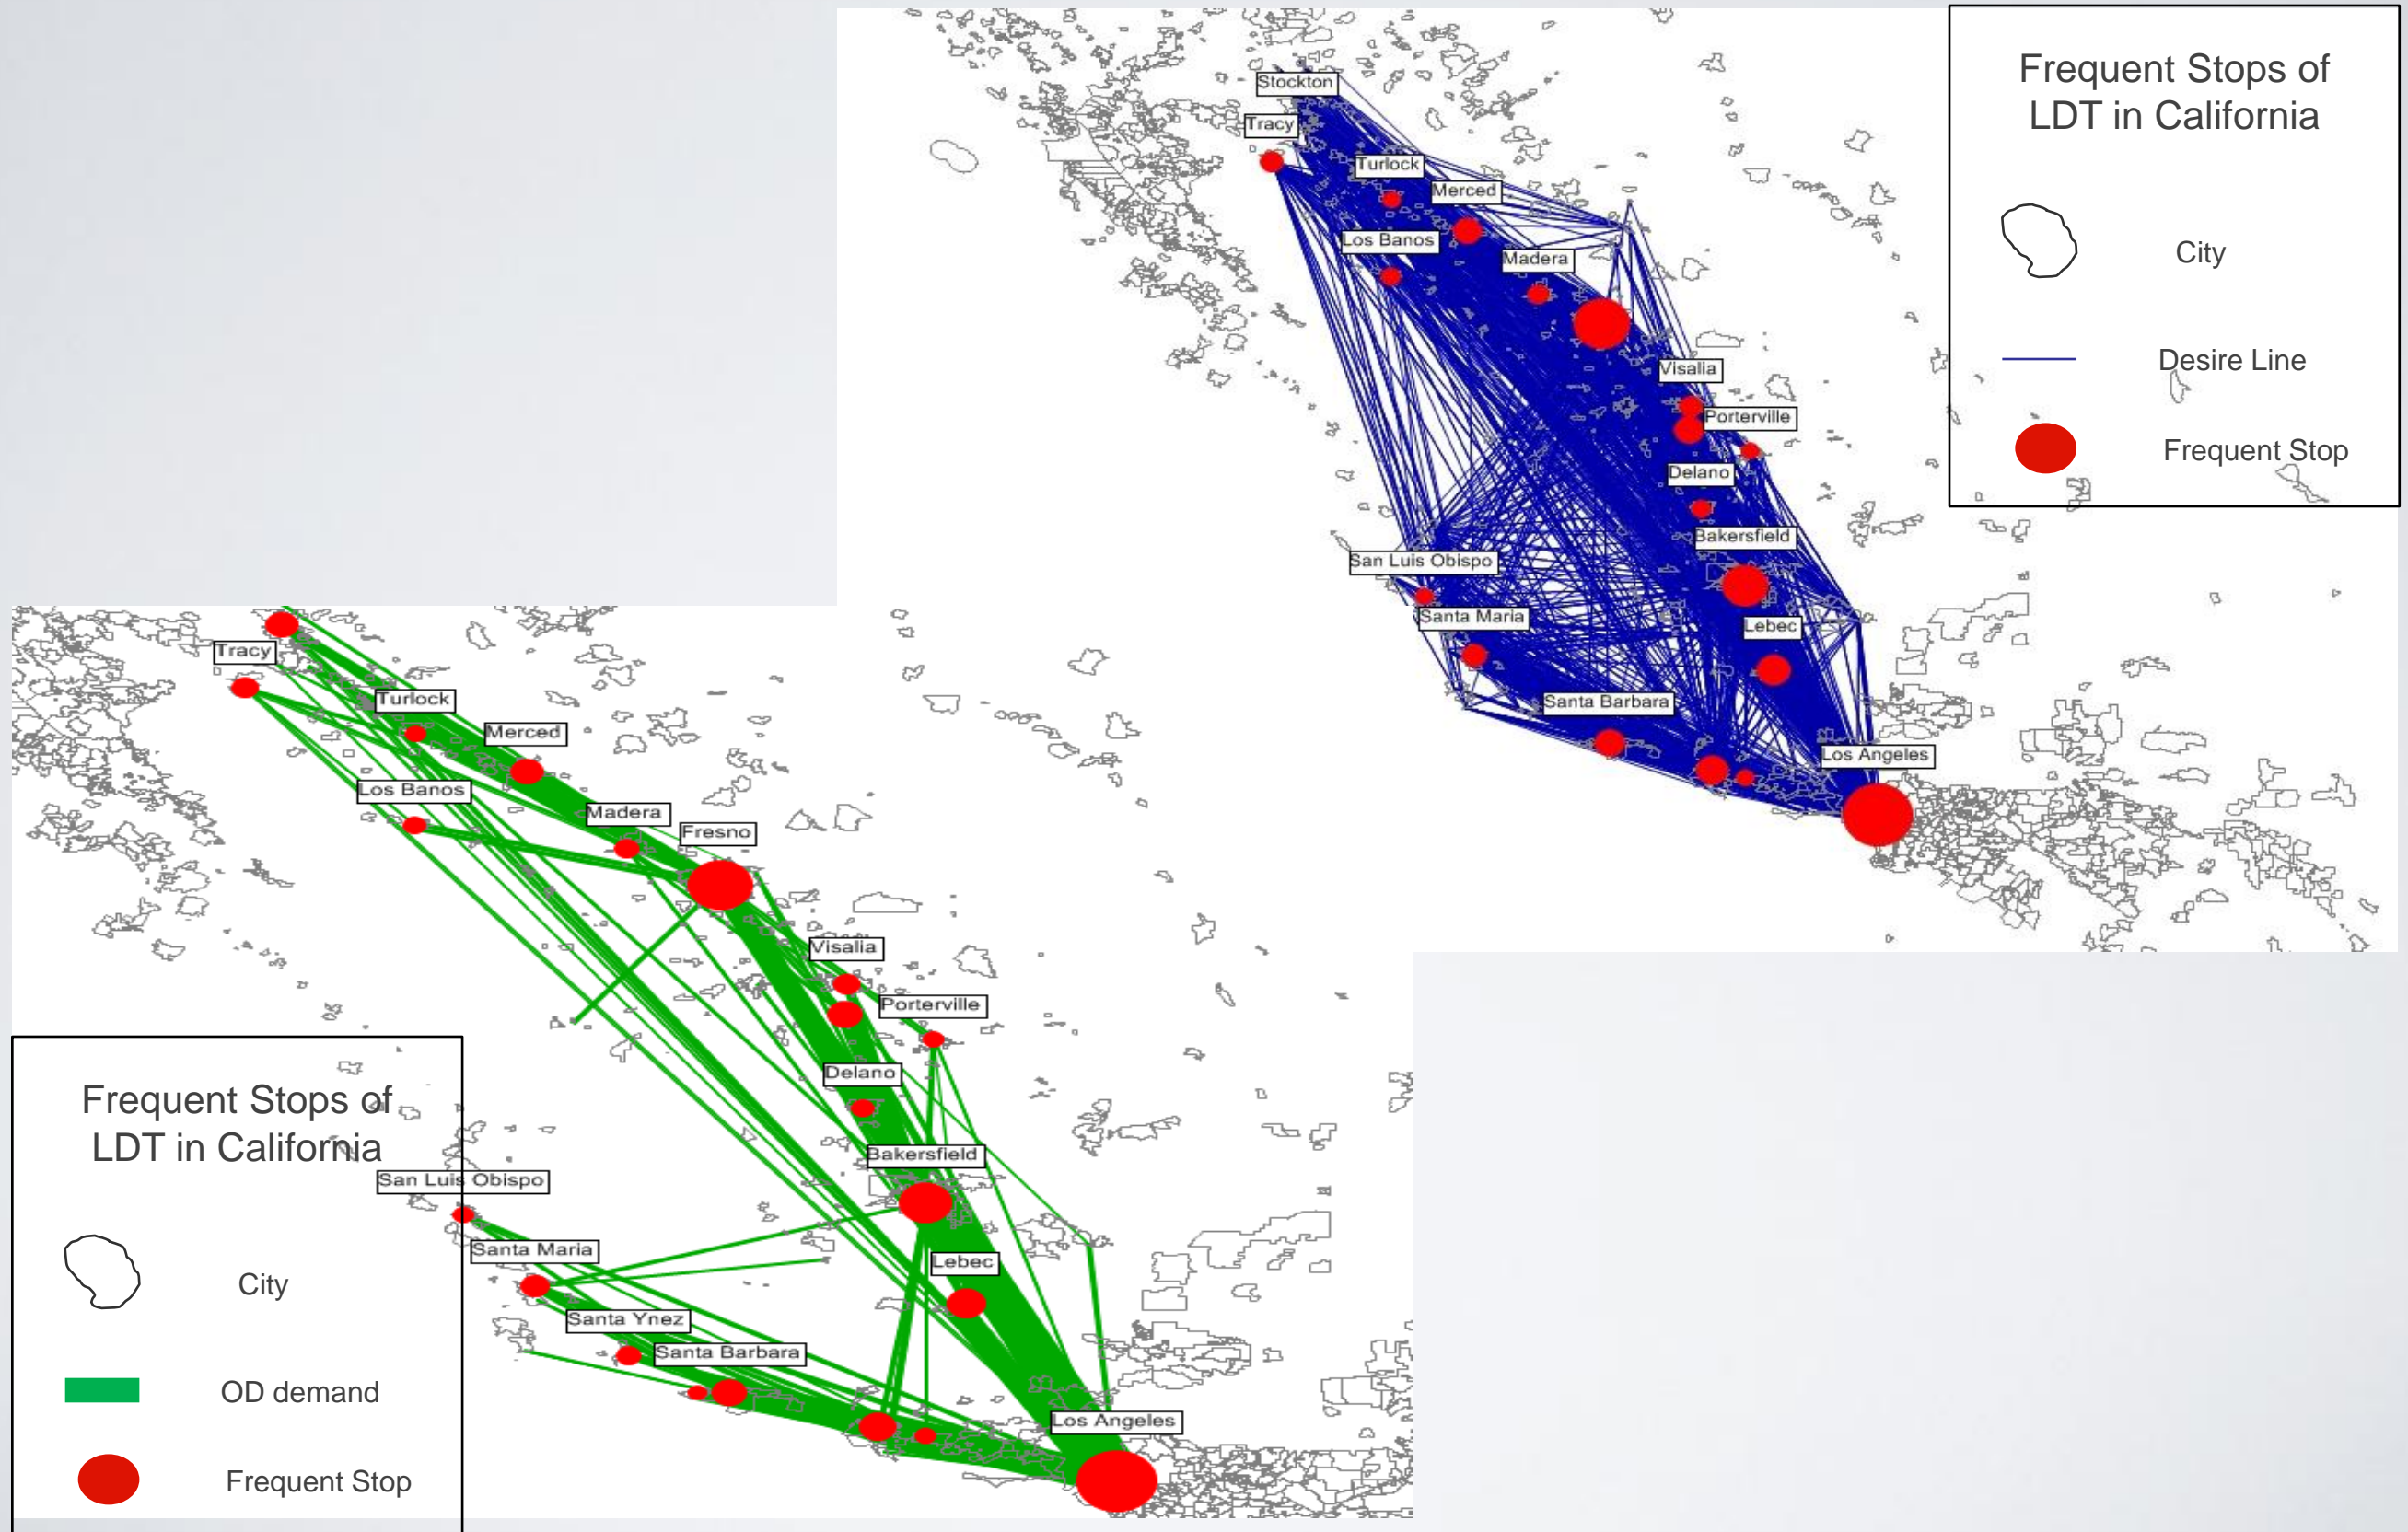 Stockton
Tracy
Turlock
Merced
Los Banos
Madera
Visalia
Porterville
Delano
Bakersfield
San Luis Obispo
Santa Maria
Lebec
Santa Barbara
Los Angeles
Frequent Stops of
LDT in California
City
Desire Line
Frequent Stop
Tracy
Turlock
Merced
Los Banos
Madera
Fresno
Visalia
Porterville
Delano
Bakersfield
San Luis Obispo
Santa Maria
Lebec
Santa Ynez
Santa Barbara
Los Angeles
Frequent Stops of
LDT in California
City
OD demand
Frequent Stop